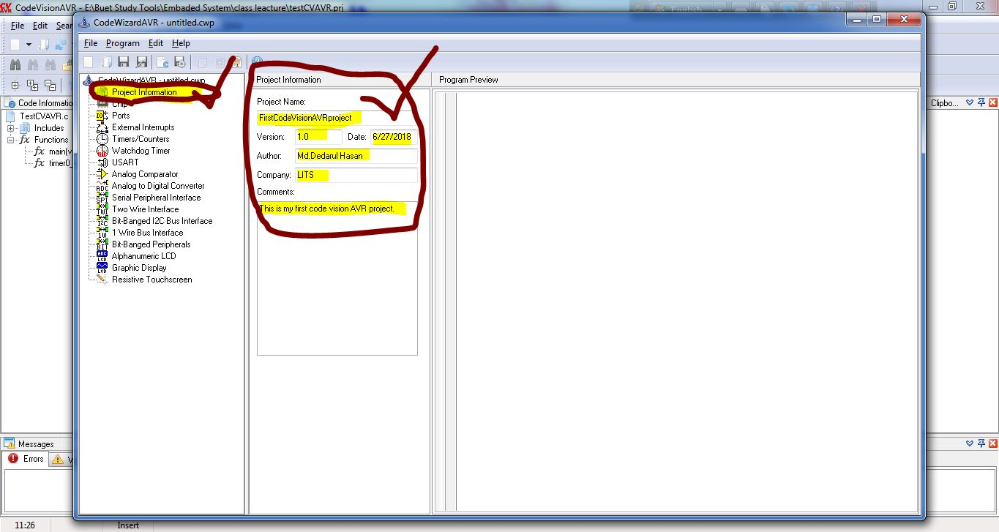 CodeVisionAVR - E:\Buet Study Tools\Embaded System\class leacture\testCVAVR.prj
English
CodeWizardAVR - untitled.cwp
File Edit
File Program Edit Help
CodeWizardAVR - untitled.cwp
Project Information
Chip
Ports
External Interrupts
Timers/Counters
Watchdog Timer
USART
Analog Comparator
Analog to Digital Converter
Serial Peripheral Interface
Two Wire Interface
Bit-Banged I2C Bus Interface
1 Wire Bus Interface
Bit-Banged Peripherals
Alphanumeric LCD
Graphic Display
Resistive Touchscreen
Project Information
Project Name:
FirstCodeVisionAVRproject
Version: 1.0 Date: 6/27/2018
Author: Md.Dedarul Hasan
Company: LITS
Comments:
This is my first code vision AVR project.
Program Preview
Code Informatio
TestCVAVR.c
Includes
Functions
main(v
timer0_
Clipbo...
Messages
Errors
11:26 Insert